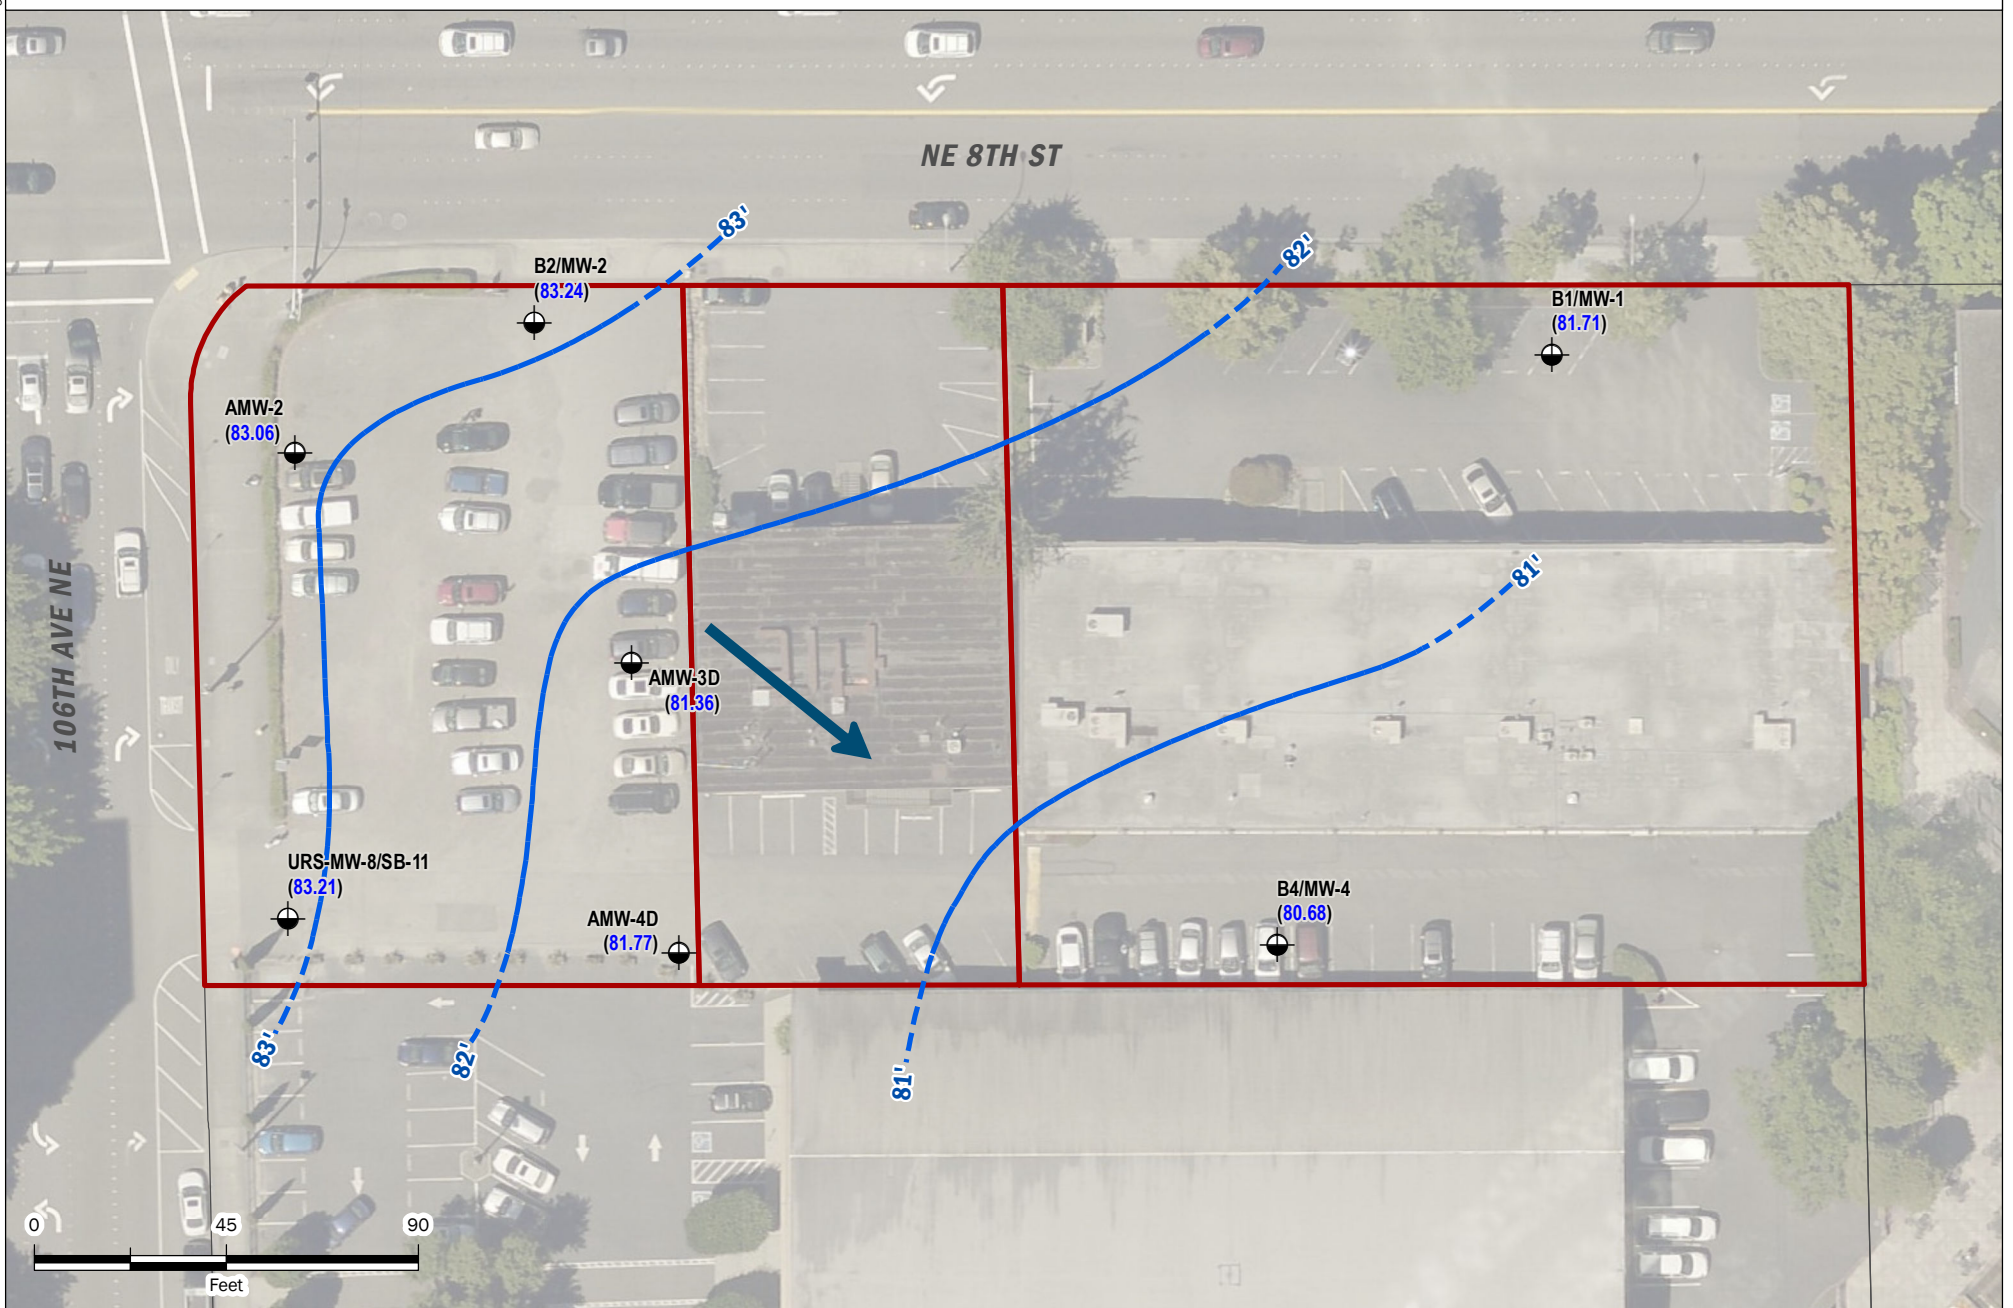 NE 8TH ST
83'
82'
B2/MW-2
(83.24)
B1/MW-1
(81.71)
AMW-2
(83.06)
106TH AVE NE
81'
AMW-3D
(81.36)
URS-MW-8/SB-11
(83.21)
B4/MW-4
(80.68)
AMW-4D
(81.77)
83'
82'
81'
0 45 90
Feet